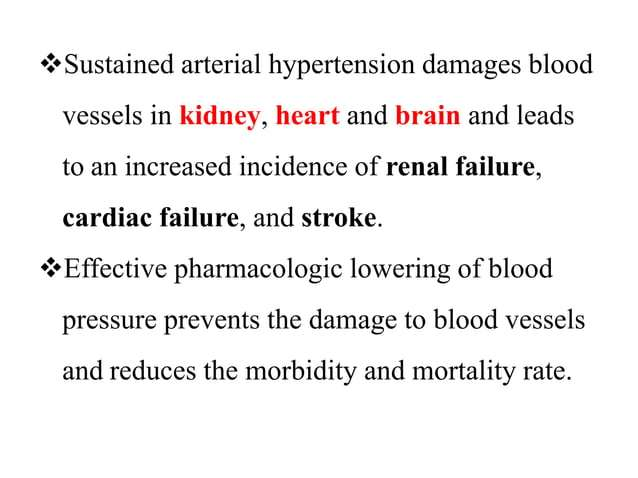 ❖Sustained arterial hypertension damages blood
vessels in kidney, heart and brain and leads
to an increased incidence of renal failure,
cardiac failure, and stroke.
❖Effective pharmacologic lowering of blood
pressure prevents the damage to blood vessels
and reduces the morbidity and mortality rate.